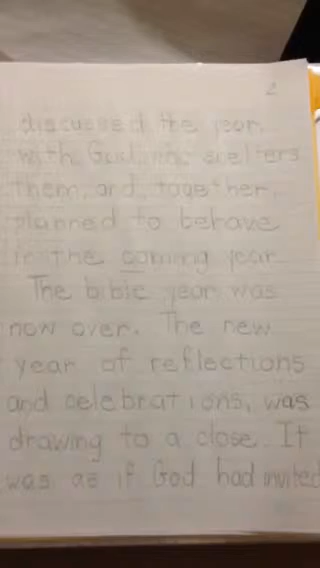 2
discussed the year
with God, who shelters
them, and, together,
planned to behave
in the coming year
The bible year was
now over. The new
year of reflections
and celebrations, was
drawing to a close. It
was as if God had invited